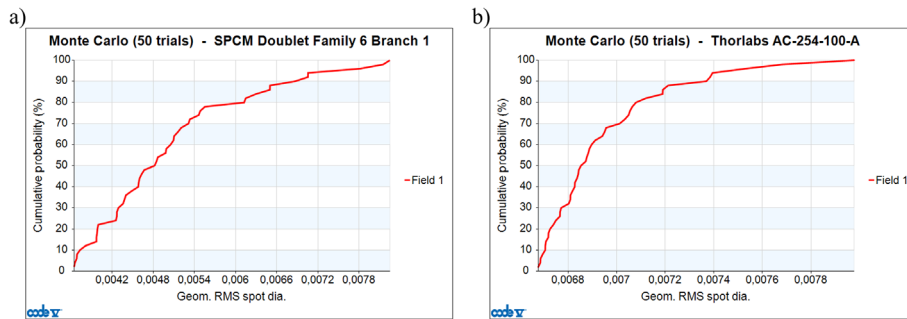 a)
Monte Carlo (50 trials) - SPCM Doublet Family 6 Branch 1
100
90
80
70
60
50
40
30
20
10
0
Cumulative probability (%)
0,0042 0,0048 0,0054 0,006 0,0066 0,0072 0,0078
Geom. RMS spot dia.
Field 1
code V
b)
Monte Carlo (50 trials) - Thorlabs AC-254-100-A
100
90
80
70
60
50
40
30
20
10
0
Cumulative probability (%)
0,0068 0,007 0,0072 0,0074 0,0076 0,0078
Geom. RMS spot dia.
Field 1
code V